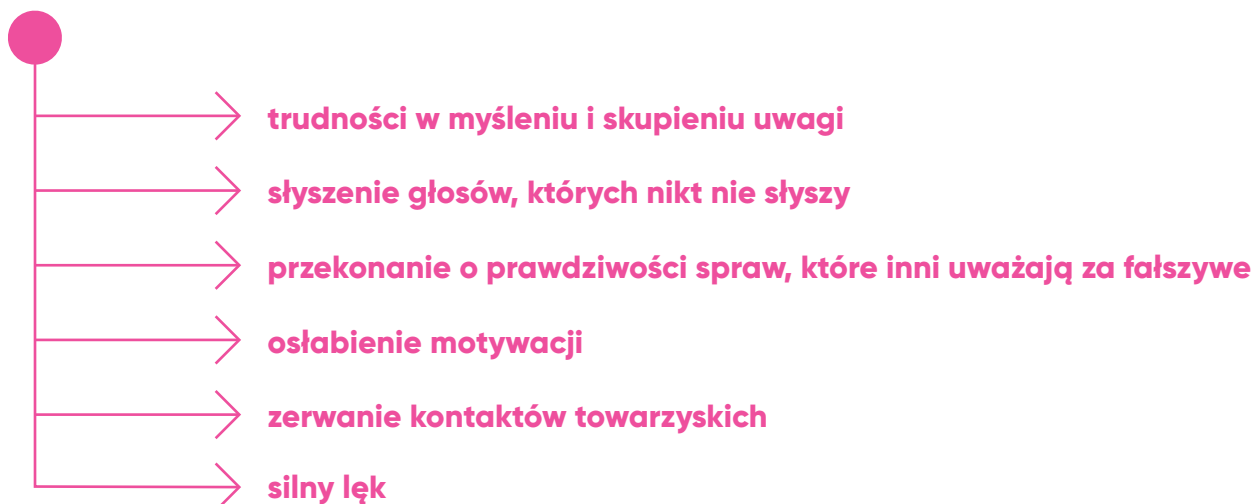 trudności w myśleniu i skupieniu uwagi
słyszenie głosów, których nikt nie słyszy
przekonanie o prawdziwości spraw, które inni uważają za fałszywe
osłabienie motywacji
zerwanie kontaktów towarzyskich
silny lęk